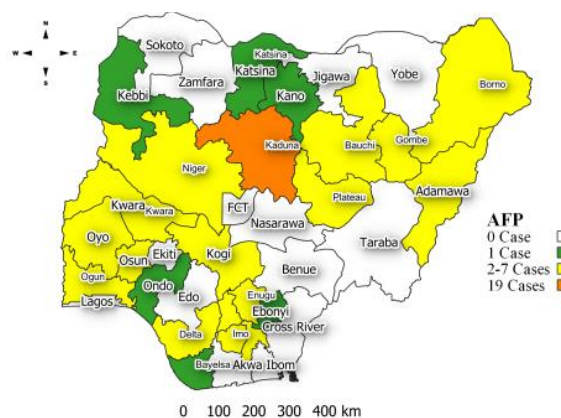 N
W E
S
Sokoto
Katsina
Katsina
Jigawa
Yobe
Borno
Zamfara
Kebbi
Kano
Kaduna
Bauchi
Gombe
Niger
Adamawa
Plateau
Kwara
Kwara
FCT
Nasarawa
Taraba
Oyo
Osun
Ekiti
Kogi
Benue
Ogun
Lagos
Ondo
Edo
Enugu
Ebonyi
Cross River
Delta
Imo
Bayelsa
Akwa Ibom
AFP
0 Case
1 Case
2-7 Cases
19 Cases
0 100 200 300 400 km